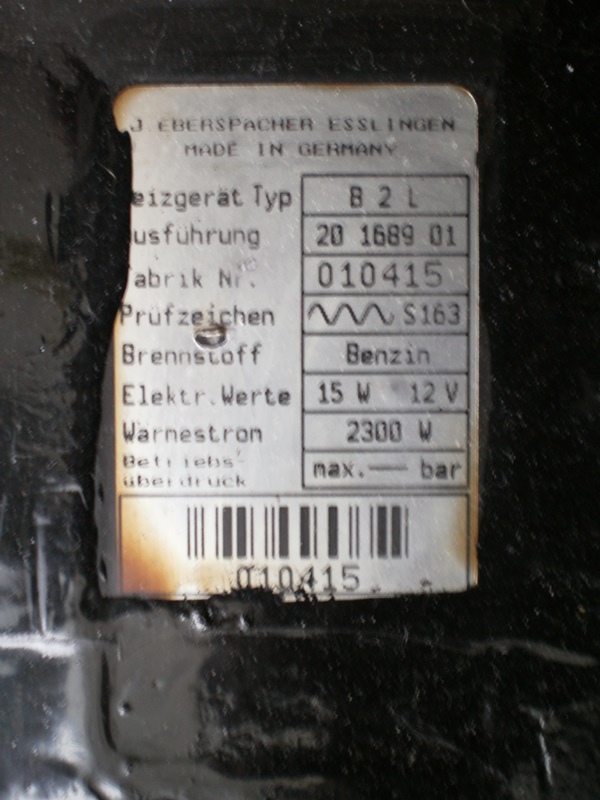 J EBERSPACHER ESSLINGEN
MADE IN GERMANY
eizgerät Typ B 2 L
usführung 20 1689 01
abrik Nr. 010415
Prüfzeichen S163
Brennstoff Benzin
Elektr.Werte 15 W 12 V
Wärmestrom 2300 W
Betriebs- max.— bar
überdruck
010415